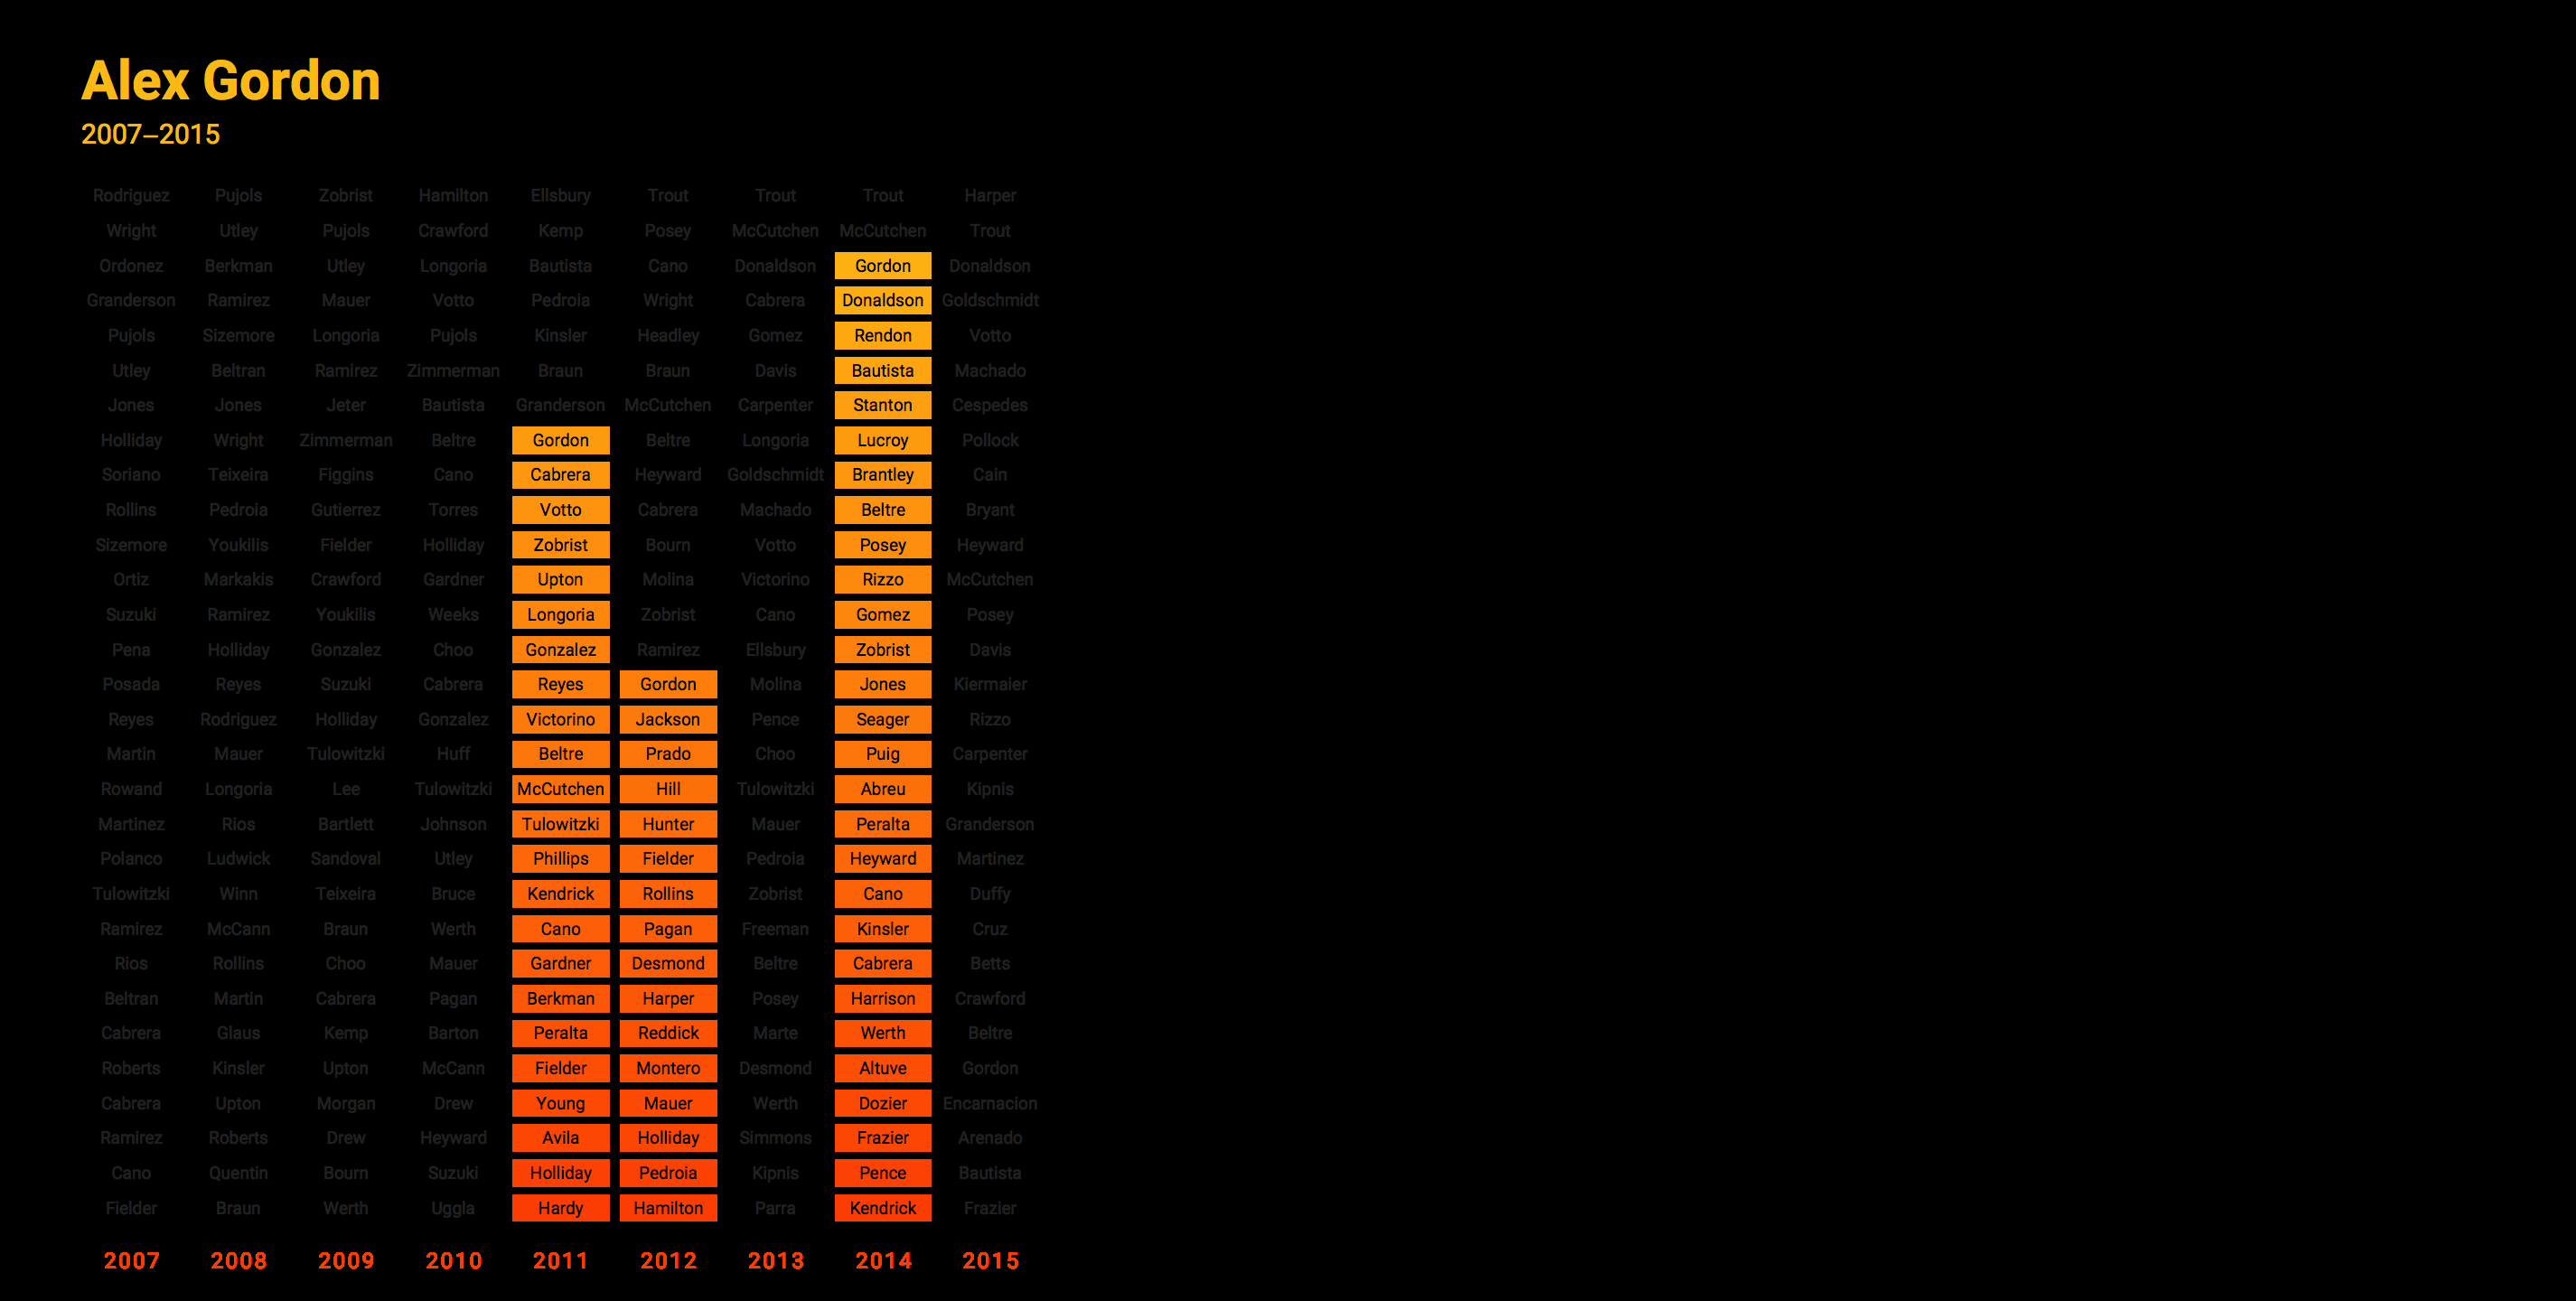 Alex Gordon
2007–2015
Rodriguez Pujols Zobrist Hamilton Ellsbury Trout Trout Trout Harper
Wright Utley Pujols Crawford Kemp Posey McCutchen McCutchen Trout
Ordonez Berkman Utley Longoria Bautista Cano Donaldson Gordon Donaldson
Granderson Ramirez Mauer Votto Pedroia Wright Cabrera Donaldson Goldschmidt
Pujols Sizemore Longoria Pujols Kinsler Headley Gomez Rendon Votto
Utley Beltran Ramirez Zimmerman Braun Braun Davis Bautista Machado
Jones Jones Jeter Bautista Granderson McCutchen Carpenter Stanton Cespedes
Holliday Wright Zimmerman Beltre Gordon Beltre Longoria Lucroy Pollock
Soriano Teixeira Figgins Cano Cabrera Heyward Goldschmidt Brantley Cain
Rollins Pedroia Gutierrez Torres Votto Cabrera Machado Beltre Bryant
Sizemore Youkilis Fielder Holliday Zobrist Bourn Votto Posey Heyward
Ortiz Markakis Crawford Gardner Upton Molina Victorino Rizzo McCutchen
Suzuki Ramirez Youkilis Weeks Longoria Zobrist Cano Gomez Posey
Pena Holliday Gonzalez Choo Gonzalez Ramirez Ellsbury Zobrist Davis
Posada Reyes Suzuki Cabrera Reyes Gordon Molina Jones Kiermaier
Reyes Rodriguez Holliday Gonzalez Victorino Jackson Pence Seager Rizzo
Martin Mauer Tulowitzki Huff Beltre Prado Choo Puig Carpenter
Rowand Longoria Lee Tulowitzki McCutchen Hill Tulowitzki Abreu Kipnis
Martinez Rios Bartlett Johnson Tulowitzki Hunter Mauer Peralta Granderson
Polanco Ludwick Sandoval Utley Phillips Fielder Pedroia Heyward Martinez
Tulowitzki Winn Teixeira Bruce Kendrick Rollins Zobrist Cano Duffy
Ramirez McCann Braun Werth Cano Pagan Freeman Kinsler Cruz
Rios Rollins Choo Mauer Gardner Desmond Beltre Cabrera Betts
Beltran Martin Cabrera Pagan Berkman Harper Posey Harrison Crawford
Cabrera Glaus Kemp Barton Peralta Reddick Marte Werth Beltre
Roberts Kinsler Upton McCann Fielder Montero Desmond Altuve Gordon
Cabrera Upton Morgan Drew Young Mauer Werth Dozier Encarnacion
Ramirez Roberts Drew Heyward Avila Holliday Simmons Frazier Arenado
Cano Quentin Bourn Suzuki Holliday Pedroia Kipnis Pence Bautista
Fielder Braun Werth Uggla Hardy Hamilton Parra Kendrick Frazier
2007 2008 2009 2010 2011 2012 2013 2014 2015